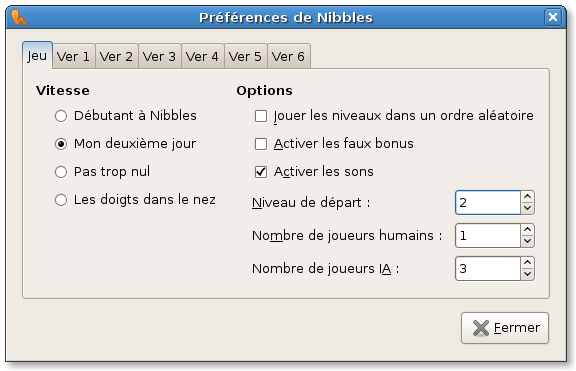 Préférences de Nibbles
Jeu Ver 1 Ver 2 Ver 3 Ver 4 Ver 5 Ver 6
Vitesse
Débutant à Nibbles
Mon deuxième jour
Pas trop nul
Les doigts dans le nez
Options
Jouer les niveaux dans un ordre aléatoire
Activer les faux bonus
Activer les sons
Niveau de départ : 2
Nombre de joueurs humains : 1
Nombre de joueurs IA : 3
Fermer